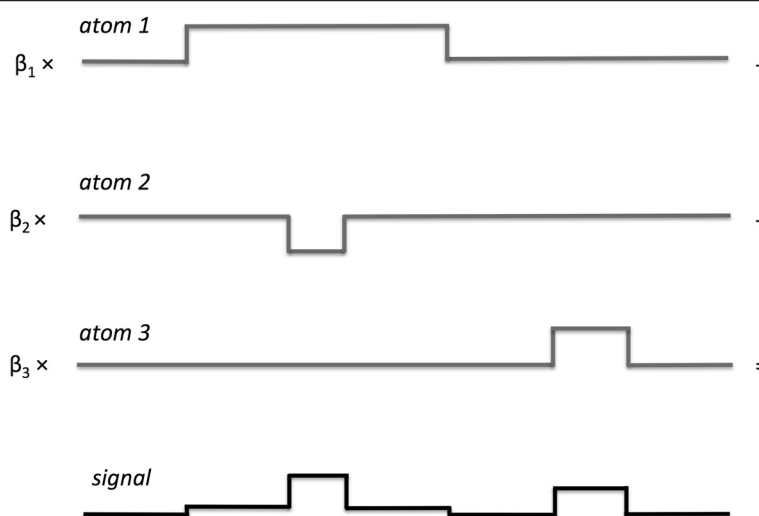 atom 1
β₁ ×
atom 2
β₂ ×
atom 3
β₃ ×
signal